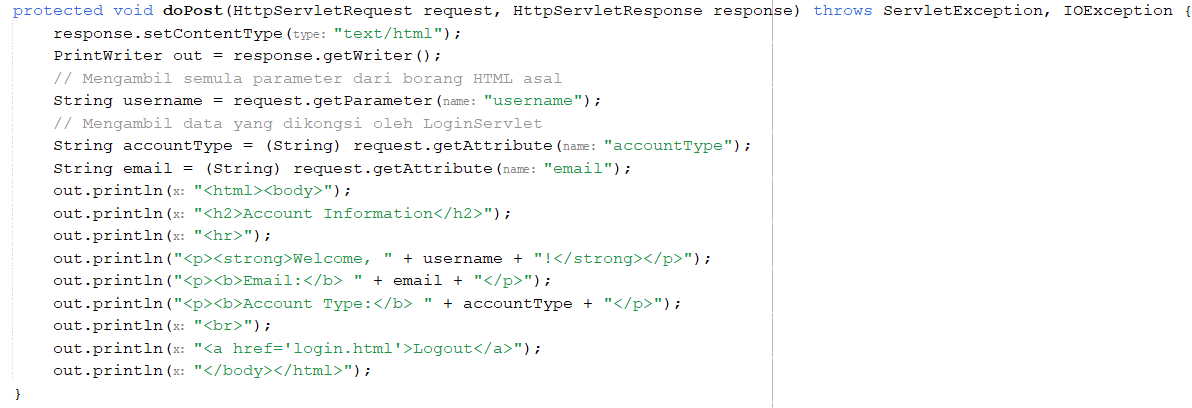 protected void doPost(HttpServletRequest request, HttpServletResponse response) throws ServletException, IOException {
    response.setContentType(type: "text/html");
    PrintWriter out = response.getWriter();
    // Mengambil semula parameter dari borang HTML asal
    String username = request.getParameter(name: "username");
    // Mengambil data yang dikongsi oleh LoginServlet
    String accountType = (String) request.getAttribute(name: "accountType");
    String email = (String) request.getAttribute(name: "email");
    out.println(x: "<html><body>");
    out.println(x: "<h2>Account Information</h2>");
    out.println(x: "<hr>");
    out.println("<p><strong>Welcome, " + username + "!</strong></p>");
    out.println("<p><b>Email:</b> " + email + "</p>");
    out.println("<p><b>Account Type:</b> " + accountType + "</p>");
    out.println(x: "<br>");
    out.println(x: "<a href='login.html'>Logout</a>");
    out.println(x: "</body></html>");
}